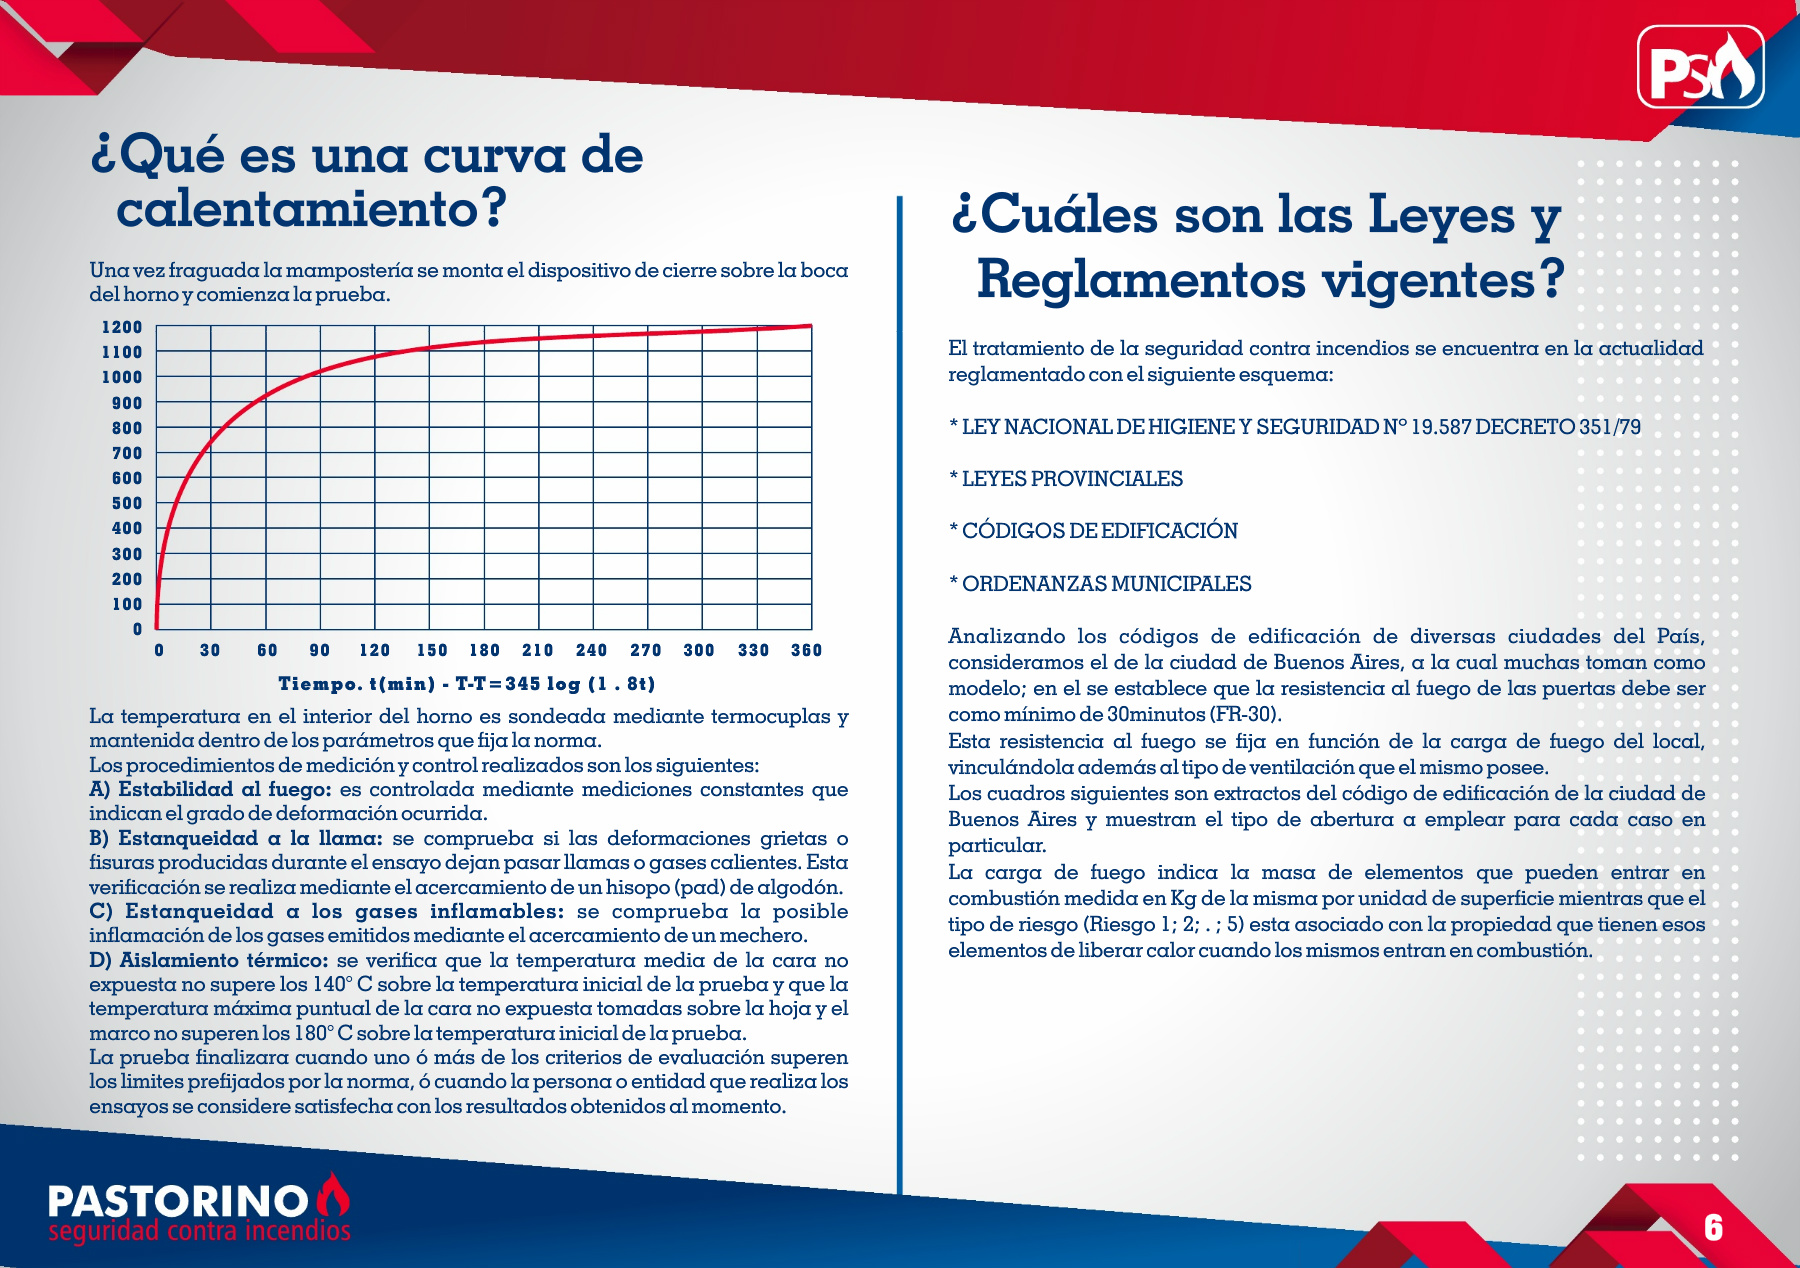 PS
¿Qué es una curva de
calentamiento?
Una vez fraguada la mampostería se monta el dispositivo de cierre sobre la boca
del horno y comienza la prueba.
1200
1100
1000
900
800
700
600
500
400
300
200
100
0
0 30 60 90 120 150 180 210 240 270 300 330 360
Tiempo. t(min) - T-T=345 log (1 . 8t)
La temperatura en el interior del horno es sondeada mediante termocuplas y
mantenida dentro de los parámetros que fija la norma.
Los procedimientos de medición y control realizados son los siguientes:
A) Estabilidad al fuego: es controlada mediante mediciones constantes que
indican el grado de deformación ocurrida.
B) Estanqueidad a la llama: se comprueba si las deformaciones grietas o
fisuras producidas durante el ensayo dejan pasar llamas o gases calientes. Esta
verificación se realiza mediante el acercamiento de un hisopo (pad) de algodón.
C) Estanqueidad a los gases inflamables: se comprueba la posible
inflamación de los gases emitidos mediante el acercamiento de un mechero.
D) Aislamiento térmico: se verifica que la temperatura media de la cara no
expuesta no supere los 140° C sobre la temperatura inicial de la prueba y que la
temperatura máxima puntual de la cara no expuesta tomadas sobre la hoja y el
marco no superen los 180° C sobre la temperatura inicial de la prueba.
La prueba finalizara cuando uno ó más de los criterios de evaluación superen
los limites prefijados por la norma, ó cuando la persona o entidad que realiza los
ensayos se considere satisfecha con los resultados obtenidos al momento.
¿Cuáles son las Leyes y
Reglamentos vigentes?
El tratamiento de la seguridad contra incendios se encuentra en la actualidad
reglamentado con el siguiente esquema:
* LEY NACIONAL DE HIGIENE Y SEGURIDAD Nº 19.587 DECRETO 351/79
* LEYES PROVINCIALES
* CÓDIGOS DE EDIFICACIÓN
* ORDENANZAS MUNICIPALES
Analizando los códigos de edificación de diversas ciudades del País,
consideramos el de la ciudad de Buenos Aires, a la cual muchas toman como
modelo; en el se establece que la resistencia al fuego de las puertas debe ser
como mínimo de 30minutos (FR-30).
Esta resistencia al fuego se fija en función de la carga de fuego del local,
vinculándola además al tipo de ventilación que el mismo posee.
Los cuadros siguientes son extractos del código de edificación de la ciudad de
Buenos Aires y muestran el tipo de abertura a emplear para cada caso en
particular.
La carga de fuego indica la masa de elementos que pueden entrar en
combustión medida en Kg de la misma por unidad de superficie mientras que el
tipo de riesgo (Riesgo 1; 2; . ; 5) esta asociado con la propiedad que tienen esos
elementos de liberar calor cuando los mismos entran en combustión.
PASTORINO
seguridad contra incendios
6